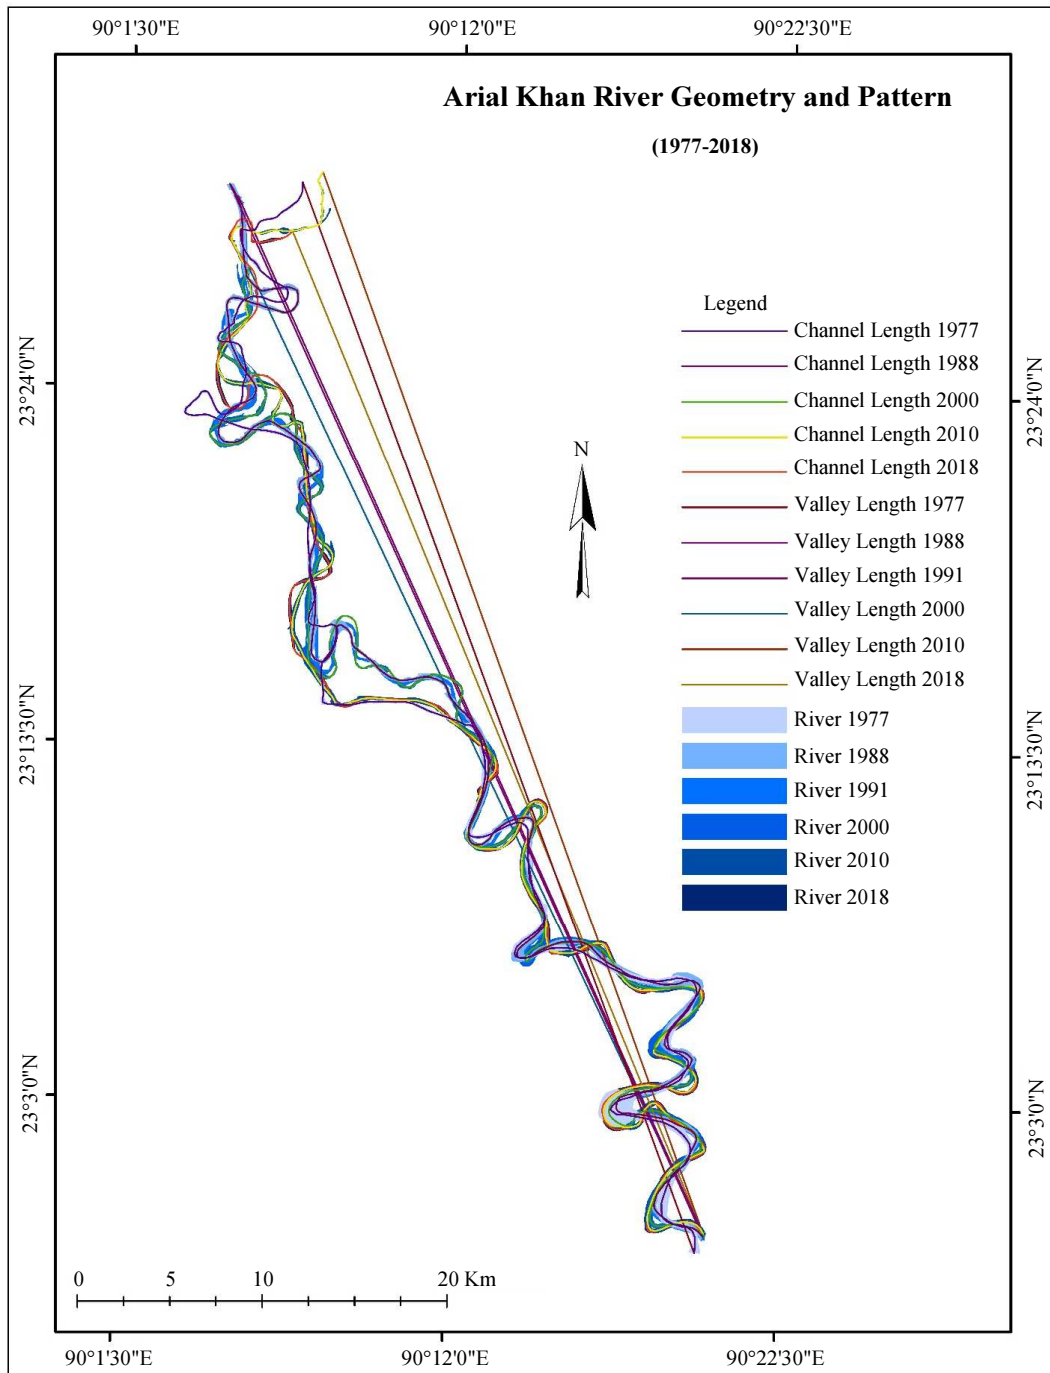 90°1'30"E 90°12'0"E 90°22'30"E
Arial Khan River Geometry and Pattern
(1977-2018)
Legend
Channel Length 1977
Channel Length 1988
Channel Length 2000
Channel Length 2010
Channel Length 2018
Valley Length 1977
Valley Length 1988
Valley Length 1991
Valley Length 2000
Valley Length 2010
Valley Length 2018
River 1977
River 1988
River 1991
River 2000
River 2010
River 2018
N
23°24'0"N
23°13'30"N
23°3'0"N
23°24'0"N
23°13'30"N
23°3'0"N
0 5 10 20 Km
90°1'30"E 90°12'0"E 90°22'30"E